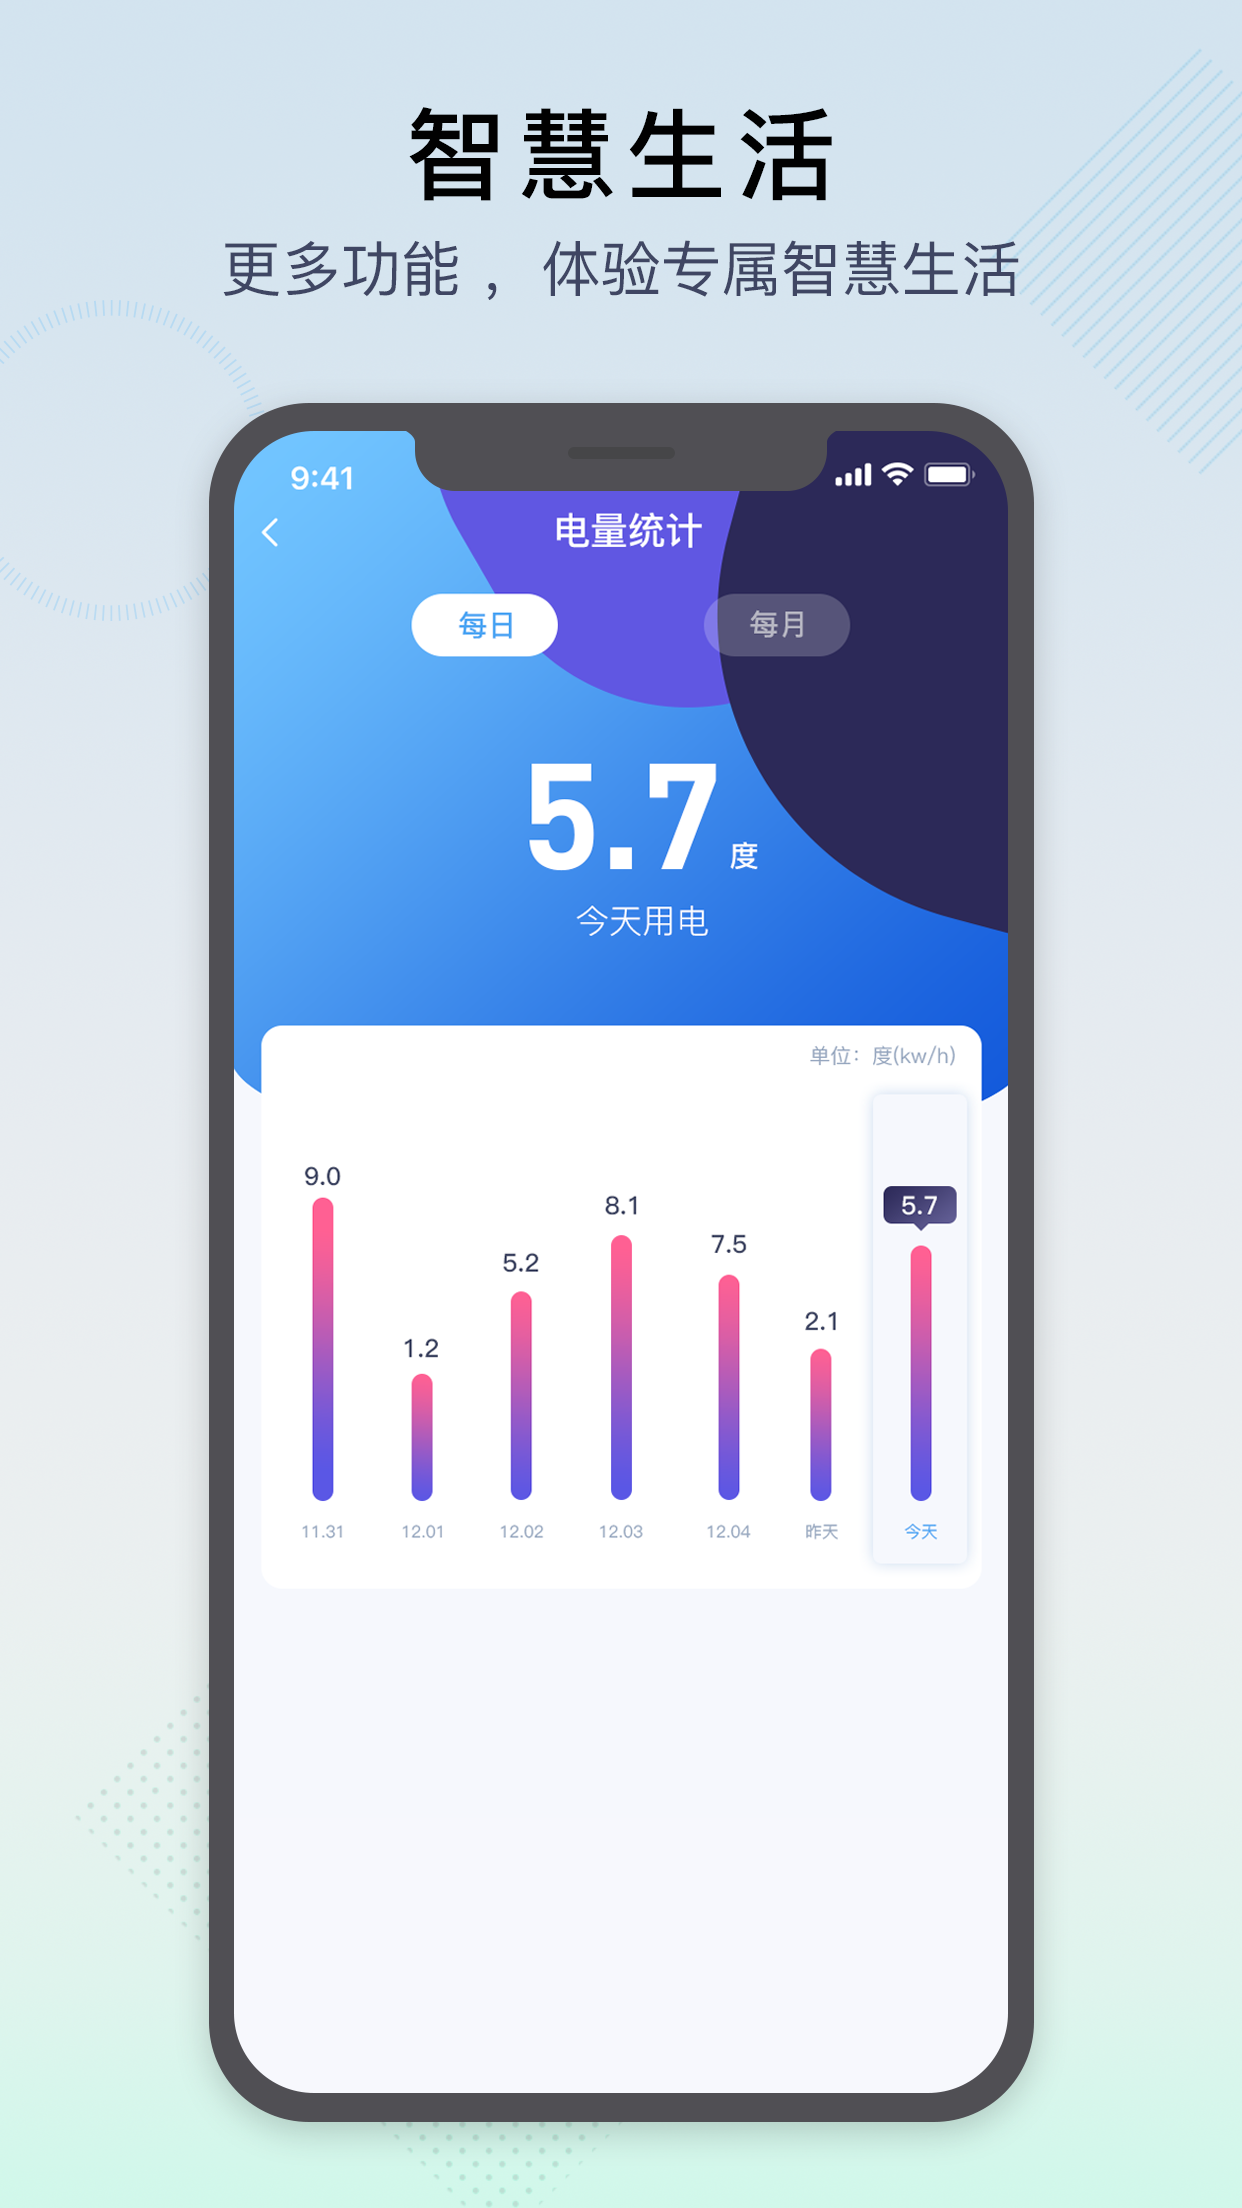 智慧生活
更多功能，体验专属智慧生活
9:41
电量统计
每日 每月
5.7 度
今天用电
单位：度(kw/h)
9.0 1.2 5.2 8.1 7.5 2.1 5.7
11.31 12.01 12.02 12.03 12.04 昨天 今天